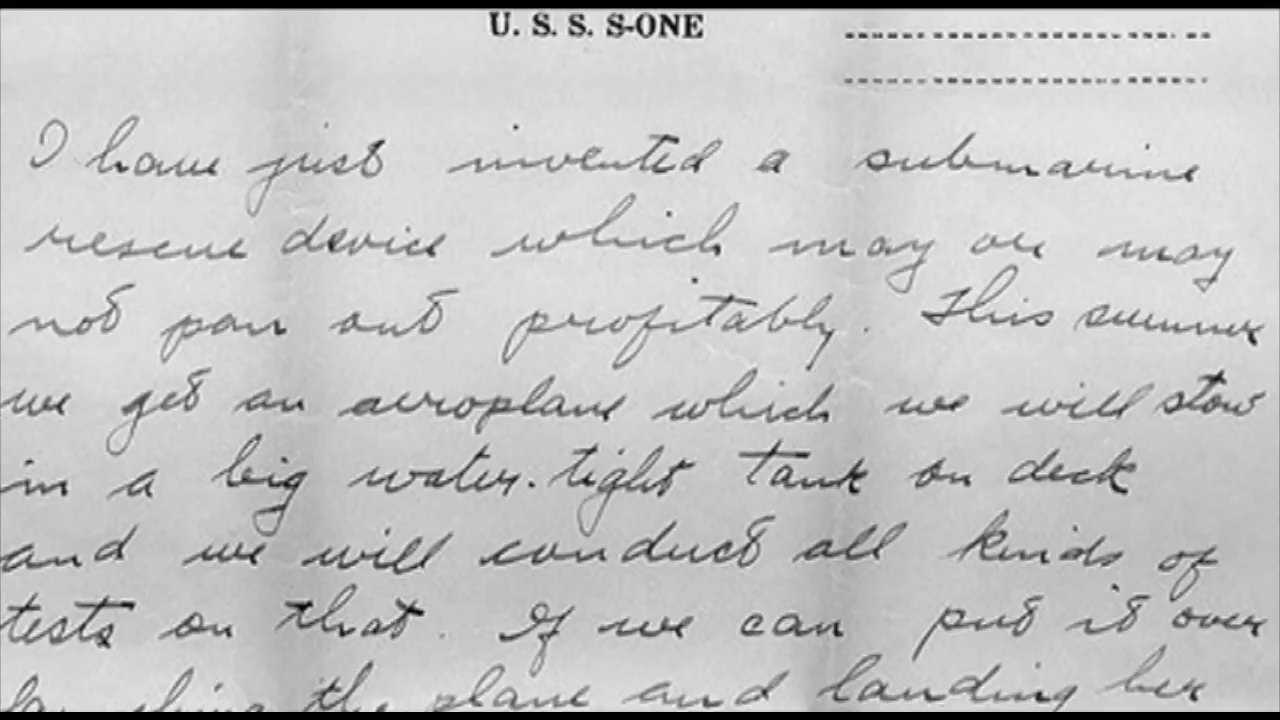 U. S. S. S-ONE
I have just invented a submarine
rescue device which may or may
not pan out profitably. This summer
we get an aeroplane which we will stow
in a big water-tight tank on deck
and we will conduct all kinds of
tests on that. If we can put it over
the plane and landing her